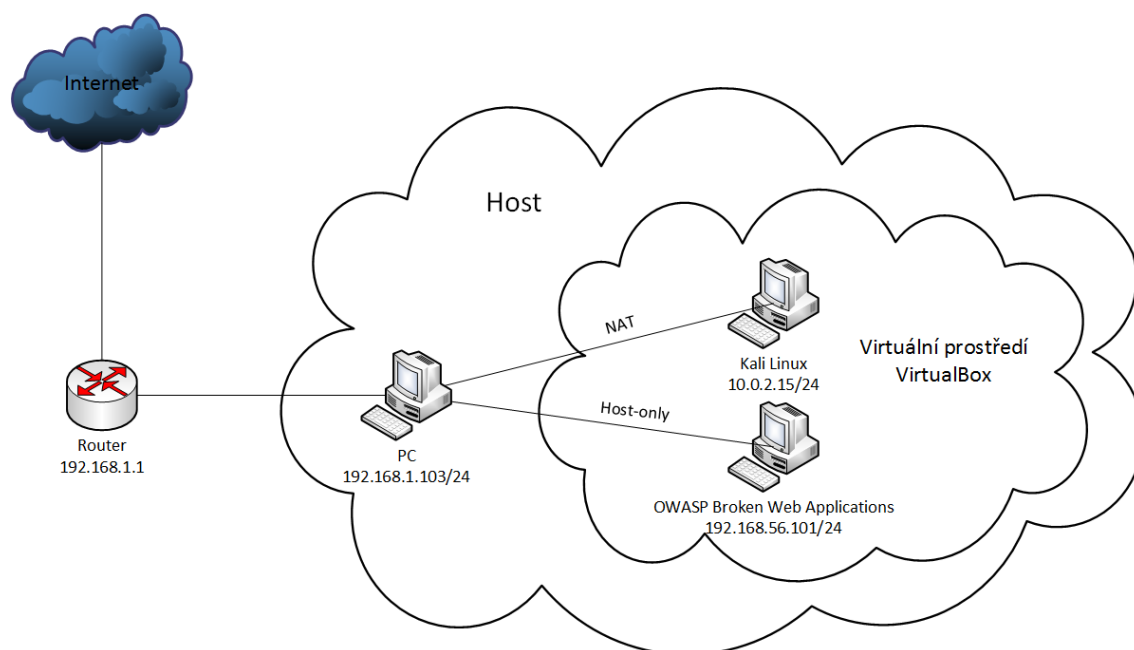 Internet
Host
NAT
Kali Linux
10.0.2.15/24
Virtuální prostředí
VirtualBox
Host-only
Router
192.168.1.1
PC
192.168.1.103/24
OWASP Broken Web Applications
192.168.56.101/24